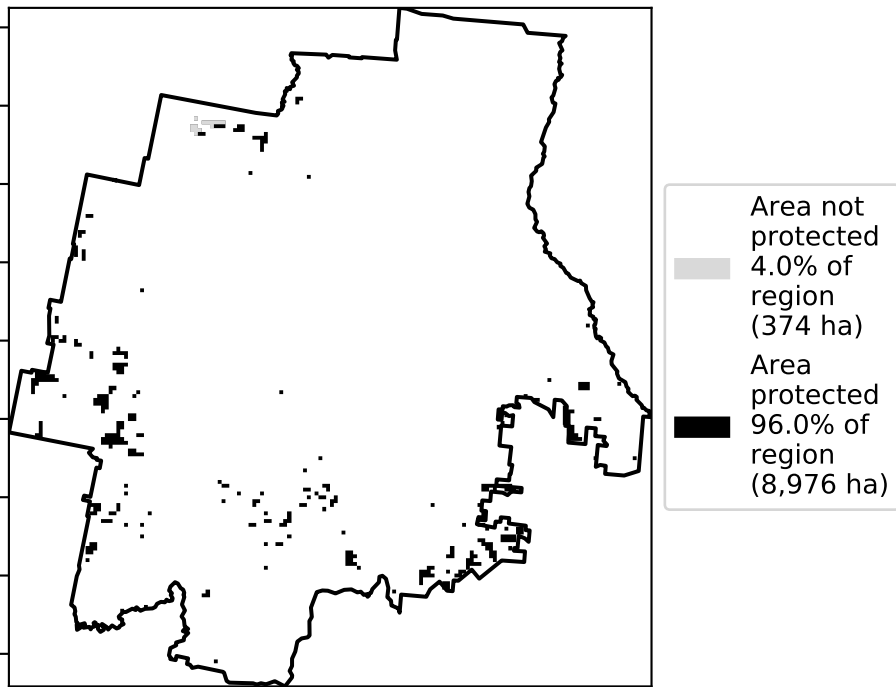 Area not
protected
4.0% of
region
(374 ha)
Area
protected
96.0% of
region
(8,976 ha)